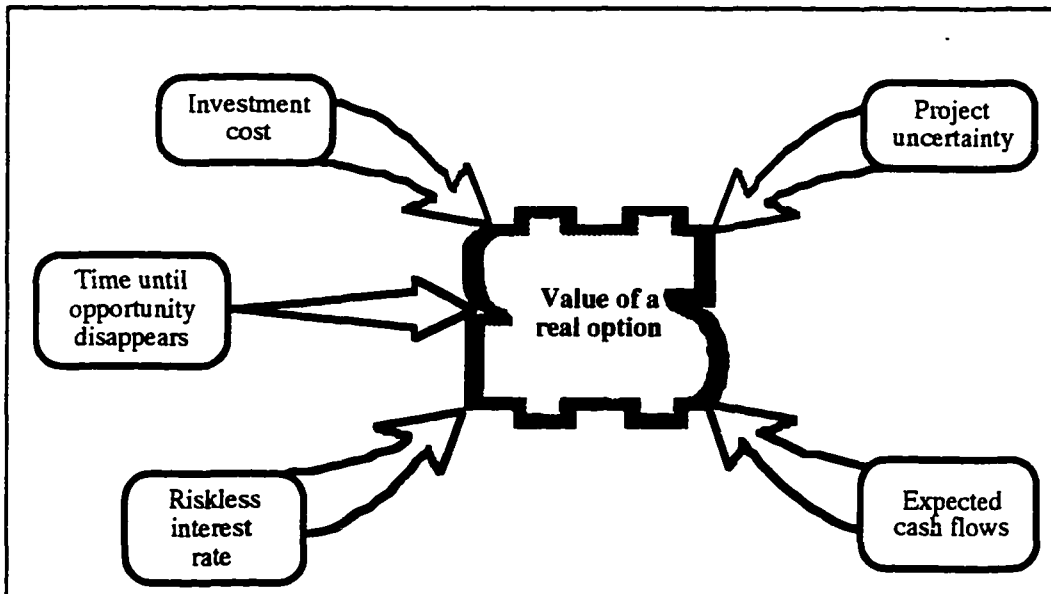 Investment
cost
Project
uncertainty
Time until
opportunity
disappears
Value of a
real option
Riskless
interest
rate
Expected
cash flows